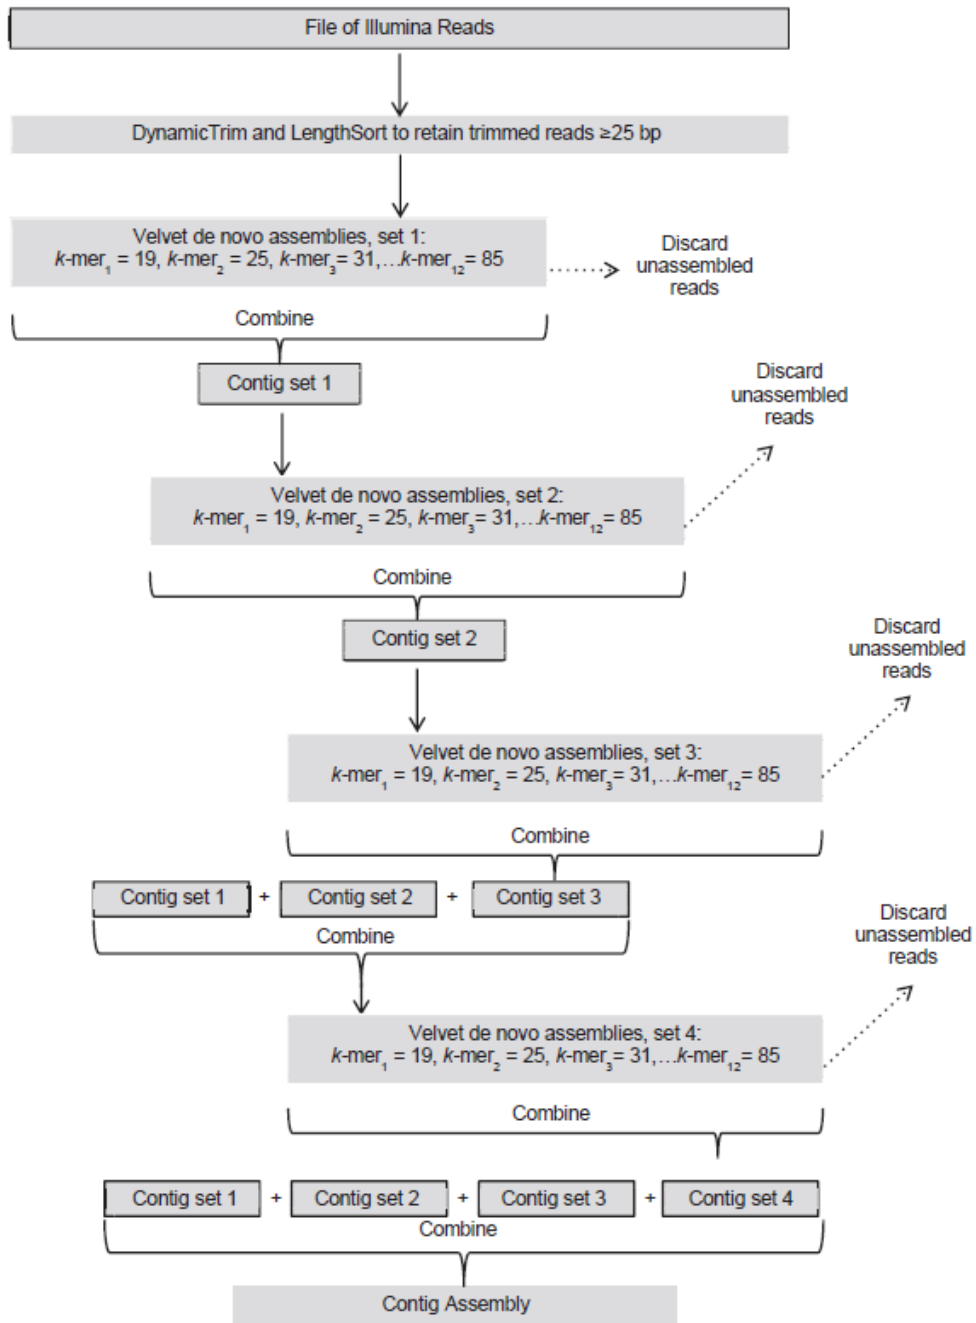 File of Illumina Reads
DynamicTrim and LengthSort to retain trimmed reads ≥25 bp
Velvet de novo assemblies, set 1:
k-mer₁ = 19, k-mer₂ = 25, k-mer₃= 31,...k-mer₁₂= 85
Discard
unassembled
reads
Combine
Contig set 1
Discard
unassembled
reads
Velvet de novo assemblies, set 2:
k-mer₁ = 19, k-mer₂ = 25, k-mer₃= 31,...k-mer₁₂= 85
Combine
Contig set 2
Discard
unassembled
reads
Velvet de novo assemblies, set 3:
k-mer₁ = 19, k-mer₂ = 25, k-mer₃= 31,...k-mer₁₂= 85
Combine
Contig set 1 + Contig set 2 + Contig set 3
Combine
Discard
unassembled
reads
Velvet de novo assemblies, set 4:
k-mer₁ = 19, k-mer₂ = 25, k-mer₃= 31,...k-mer₁₂= 85
Combine
Contig set 1 + Contig set 2 + Contig set 3 + Contig set 4
Combine
Contig Assembly